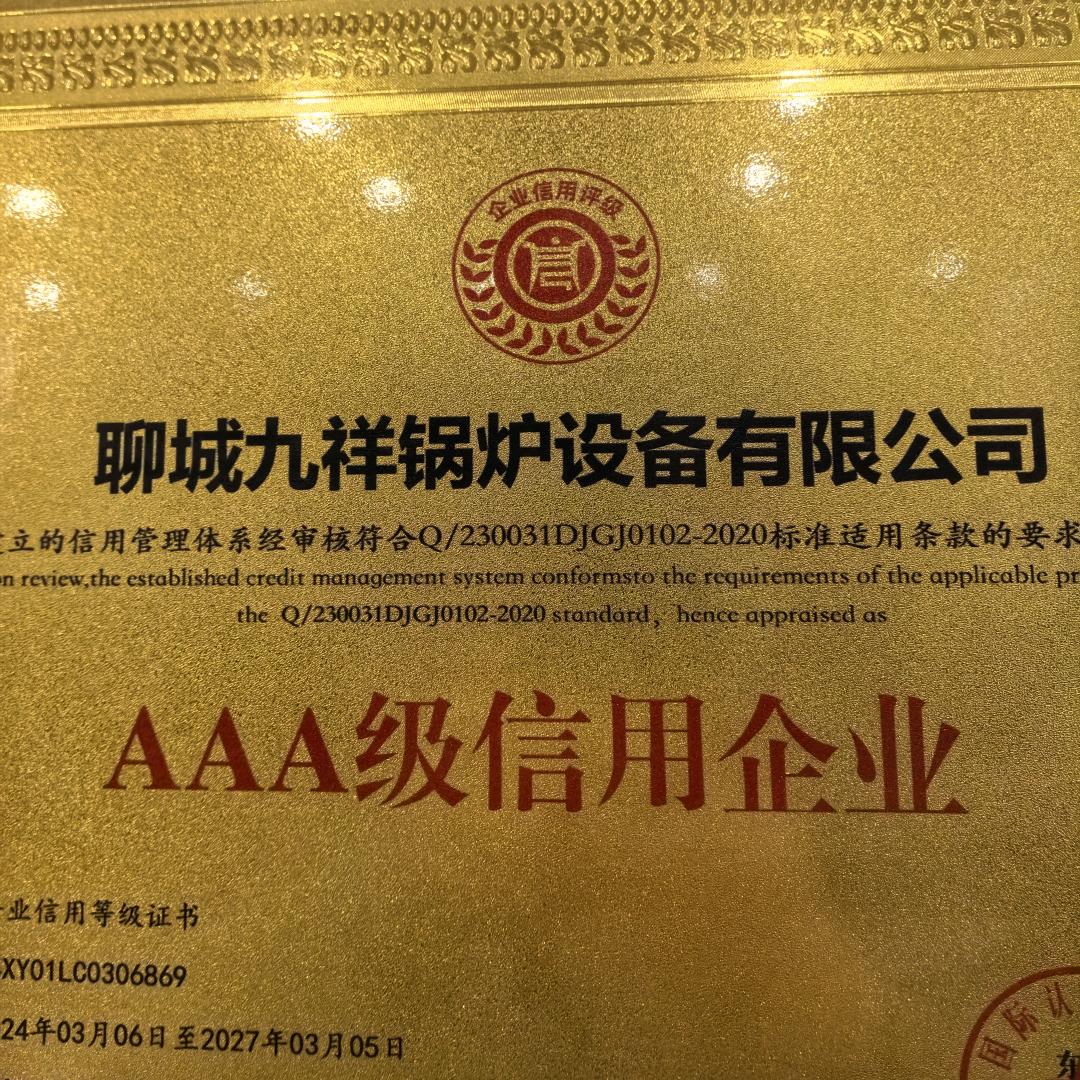 企业信用评级
信
聊城九祥锅炉设备有限公司
立的信用管理体系经审核符合Q/230031DJGJ0102-2020标准适用条款的要求
on review,the established credit management system conformsto the requirements of the applicable pr
the Q/230031DJGJ0102-2020 standard, hence appraised as
AAA级信用企业
业信用等级证书
XY01LC0306869
24年03月06日至2027年03月05日
国际认
东